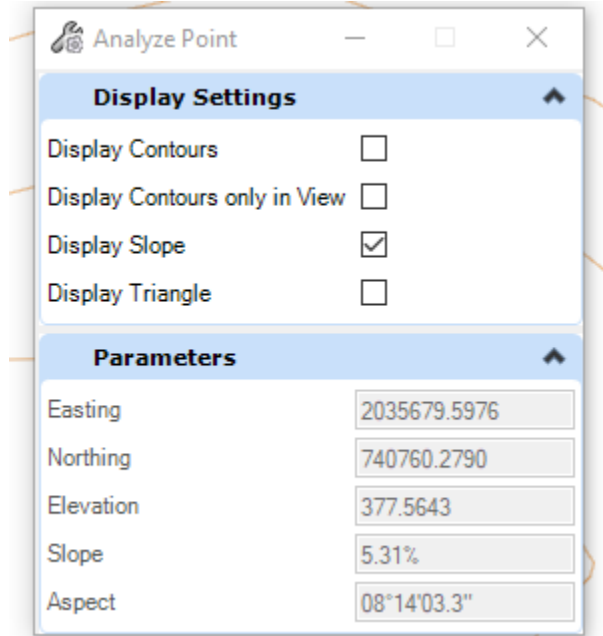 Analyze Point
Display Settings
Display Contours
Display Contours only in View
Display Slope
Display Triangle
Parameters
Easting 2035679.5976
Northing 740760.2790
Elevation 377.5643
Slope 5.31%
Aspect 08°14'03.3"